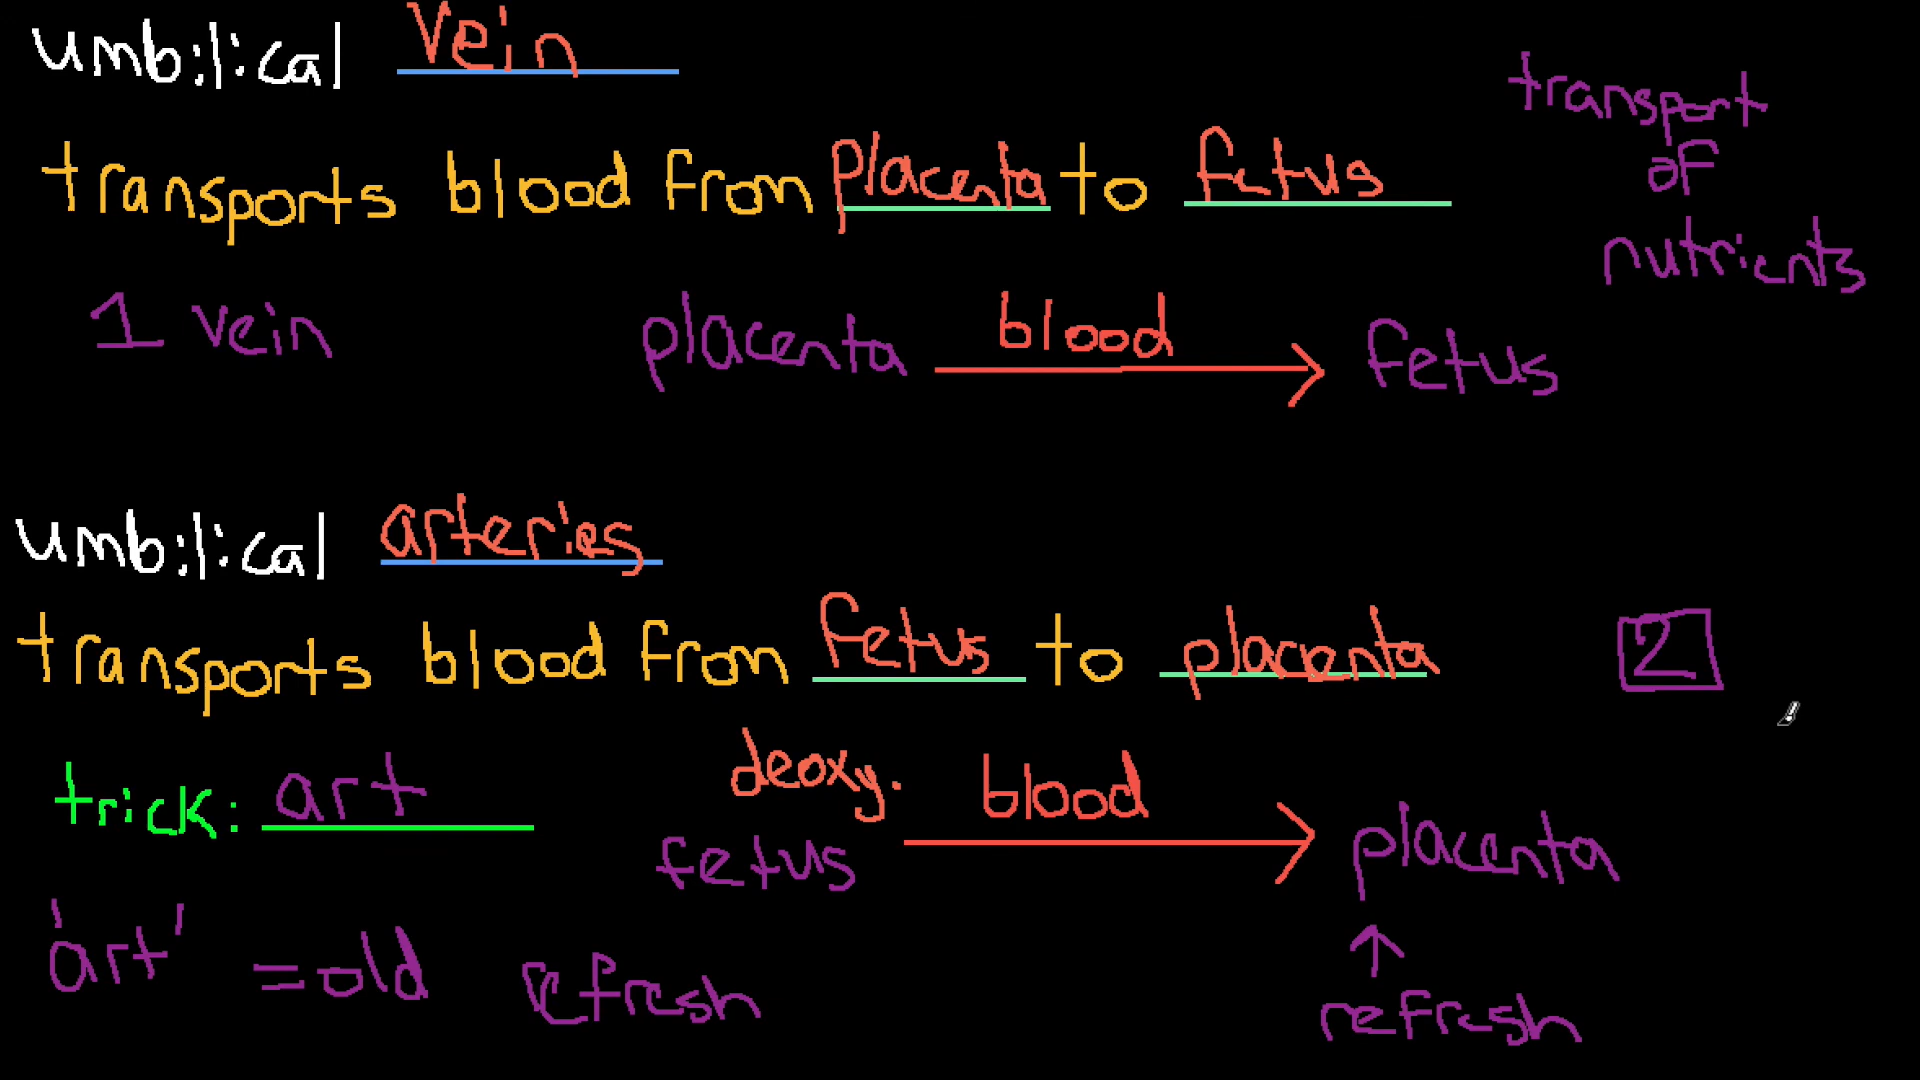 umbilical vein
transports blood from placenta to fetus
transport
of
nutrients
1 vein
placenta blood fetus
umbilical arteries
transports blood from fetus to placenta
2
trick: art
deoxy. blood
fetus placenta
'art' = old refresh
refresh